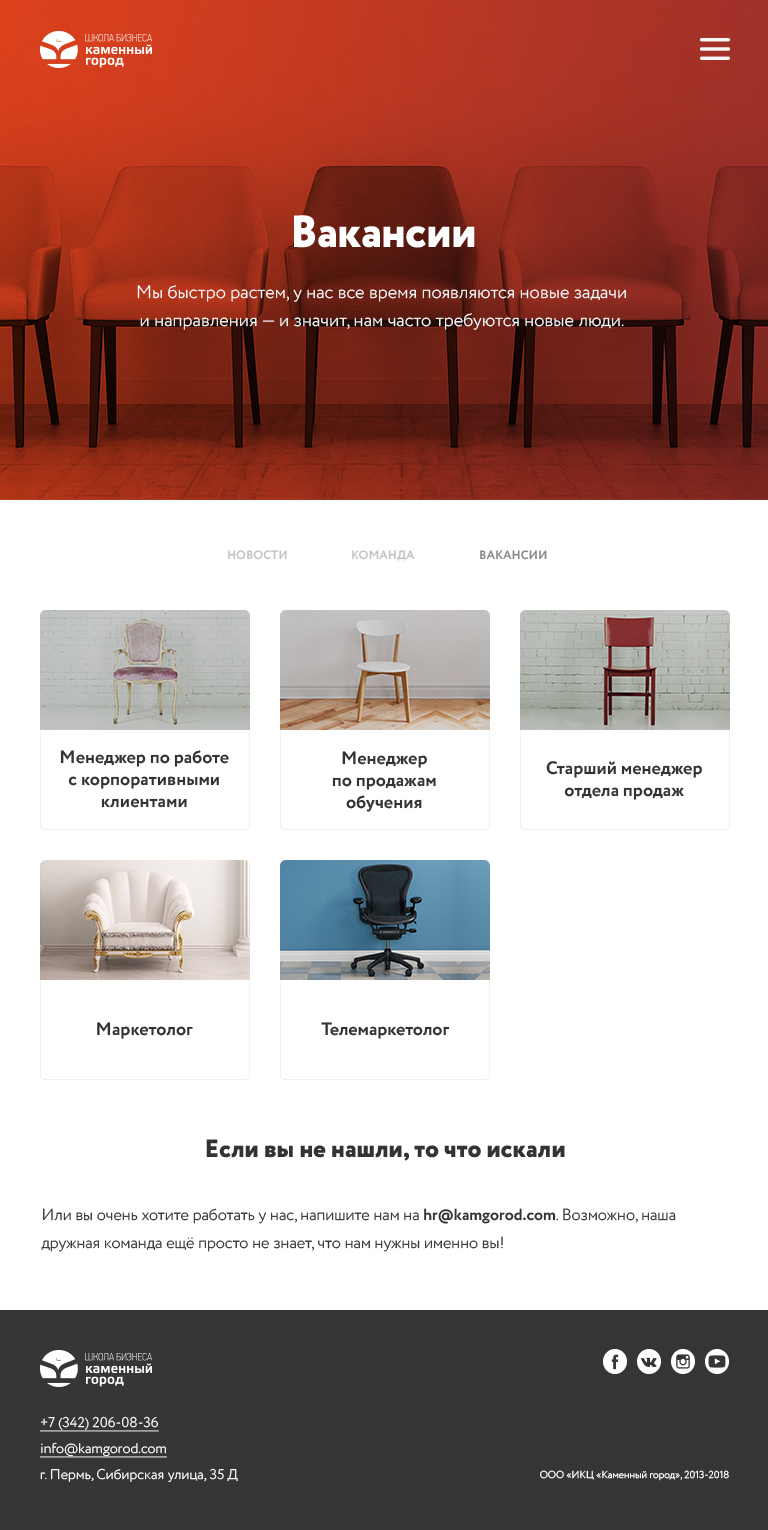 ШКОЛА БИЗНЕСА
каменный
город
Вакансии
Мы быстро растем, у нас все время появляются новые задачи
и направления — и значит, нам часто требуются новые люди.
НОВОСТИ
КОМАНДА
ВАКАНСИИ
Менеджер по работе
с корпоративными
клиентами
Менеджер
по продажам
обучения
Старший менеджер
отдела продаж
Маркетолог
Телемаркетолог
Если вы не нашли, то что искали
Или вы очень хотите работать у нас, напишите нам на hr@kamgorod.com. Возможно, наша
дружная команда ещё просто не знает, что нам нужны именно вы!
ШКОЛА БИЗНЕСА
каменный
город
+7 (342) 206-08-36
info@kamgorod.com
г. Пермь, Сибирская улица, 35 Д
ООО «ИКЦ «Каменный город», 2013-2018